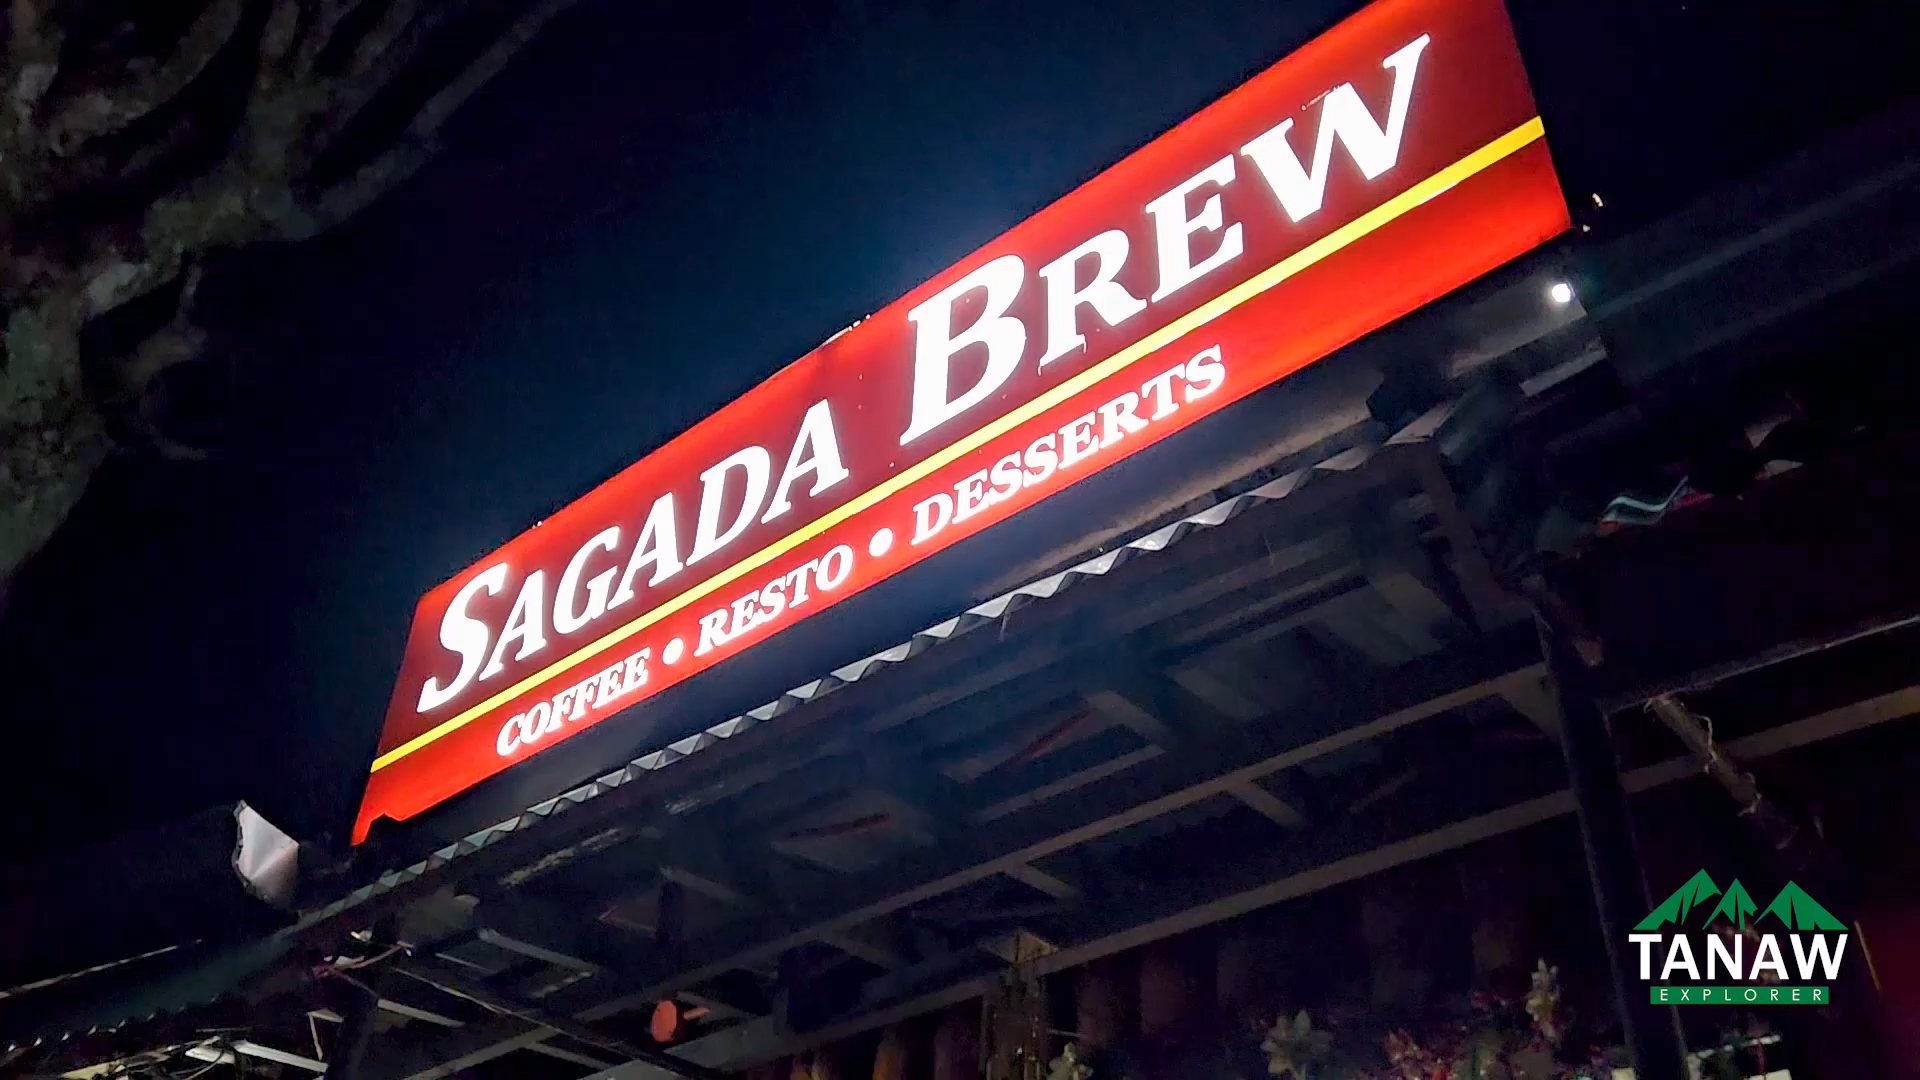 SAGADA BREW
COFFEE • RESTO • DESSERTS
TANAW
EXPLORER